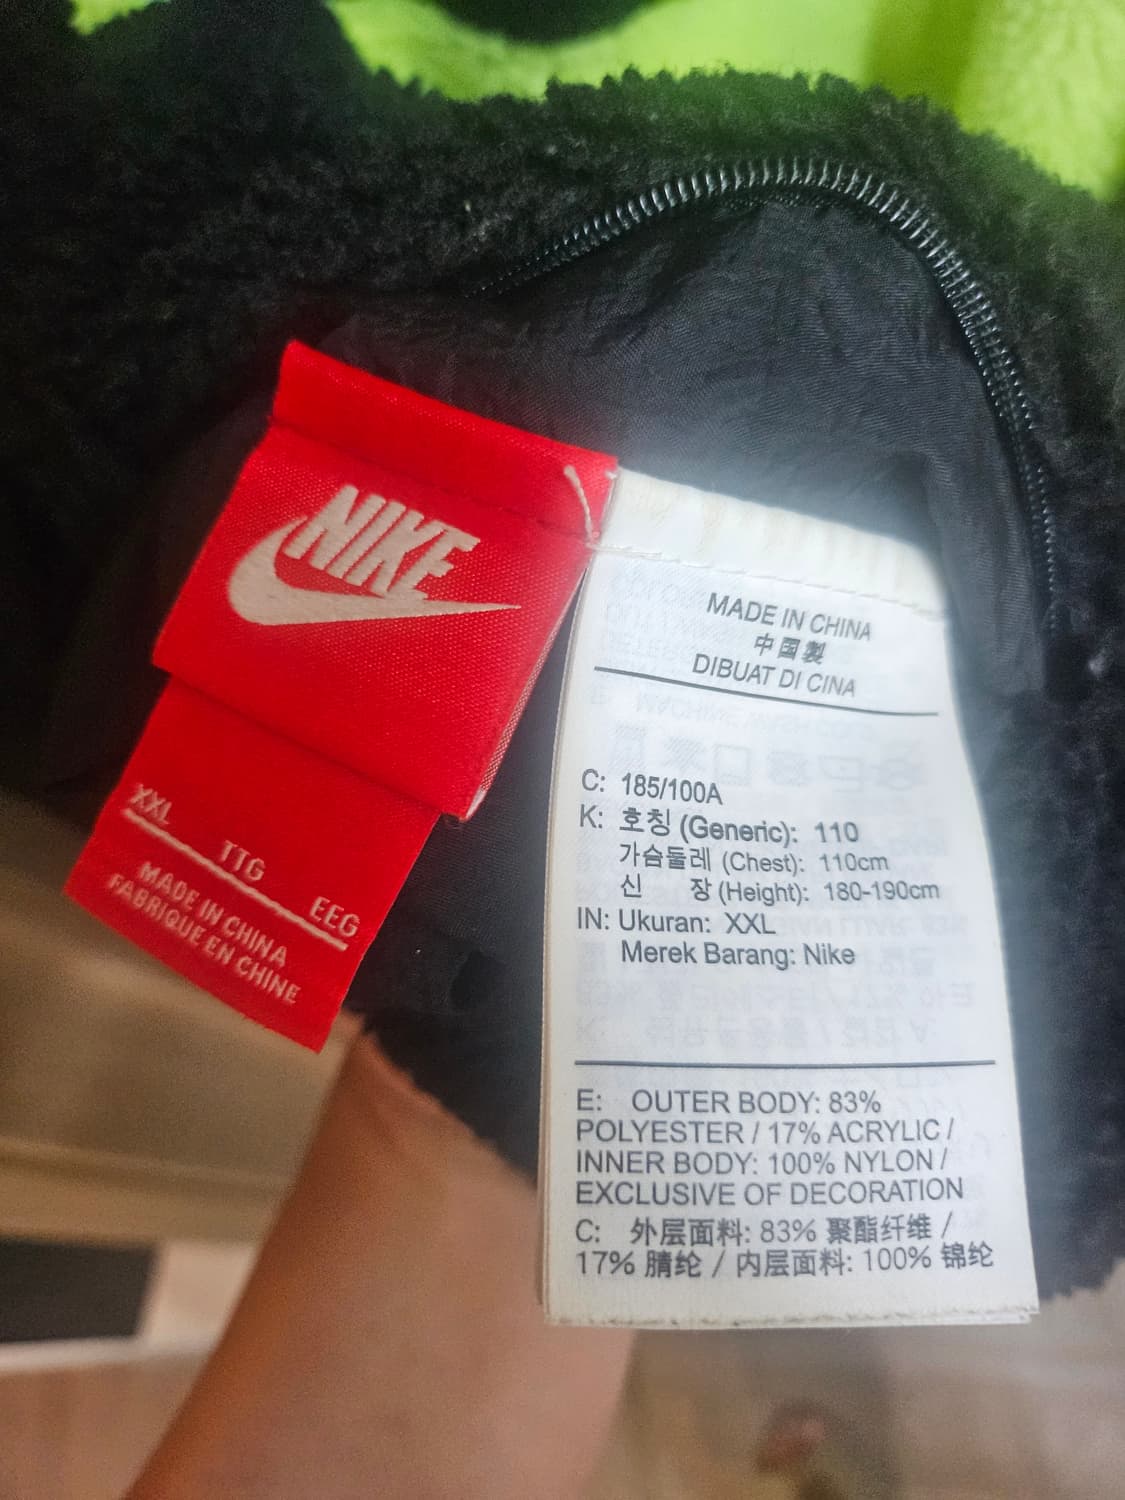 NIKE
XXL TTG EEG
MADE IN CHINA
FABRIQUE EN CHINE
MADE IN CHINA
中国製
DIBUAT DI CINA
C: 185/100A
K: 호칭 (Generic): 110
가슴둘레 (Chest): 110cm
신 장 (Height): 180-190cm
IN: Ukuran: XXL
Merek Barang: Nike
E: OUTER BODY: 83%
POLYESTER / 17% ACRYLIC /
INNER BODY: 100% NYLON /
EXCLUSIVE OF DECORATION
C: 外层面料: 83% 聚酯纤维 /
17% 腈纶 / 内层面料: 100% 锦纶